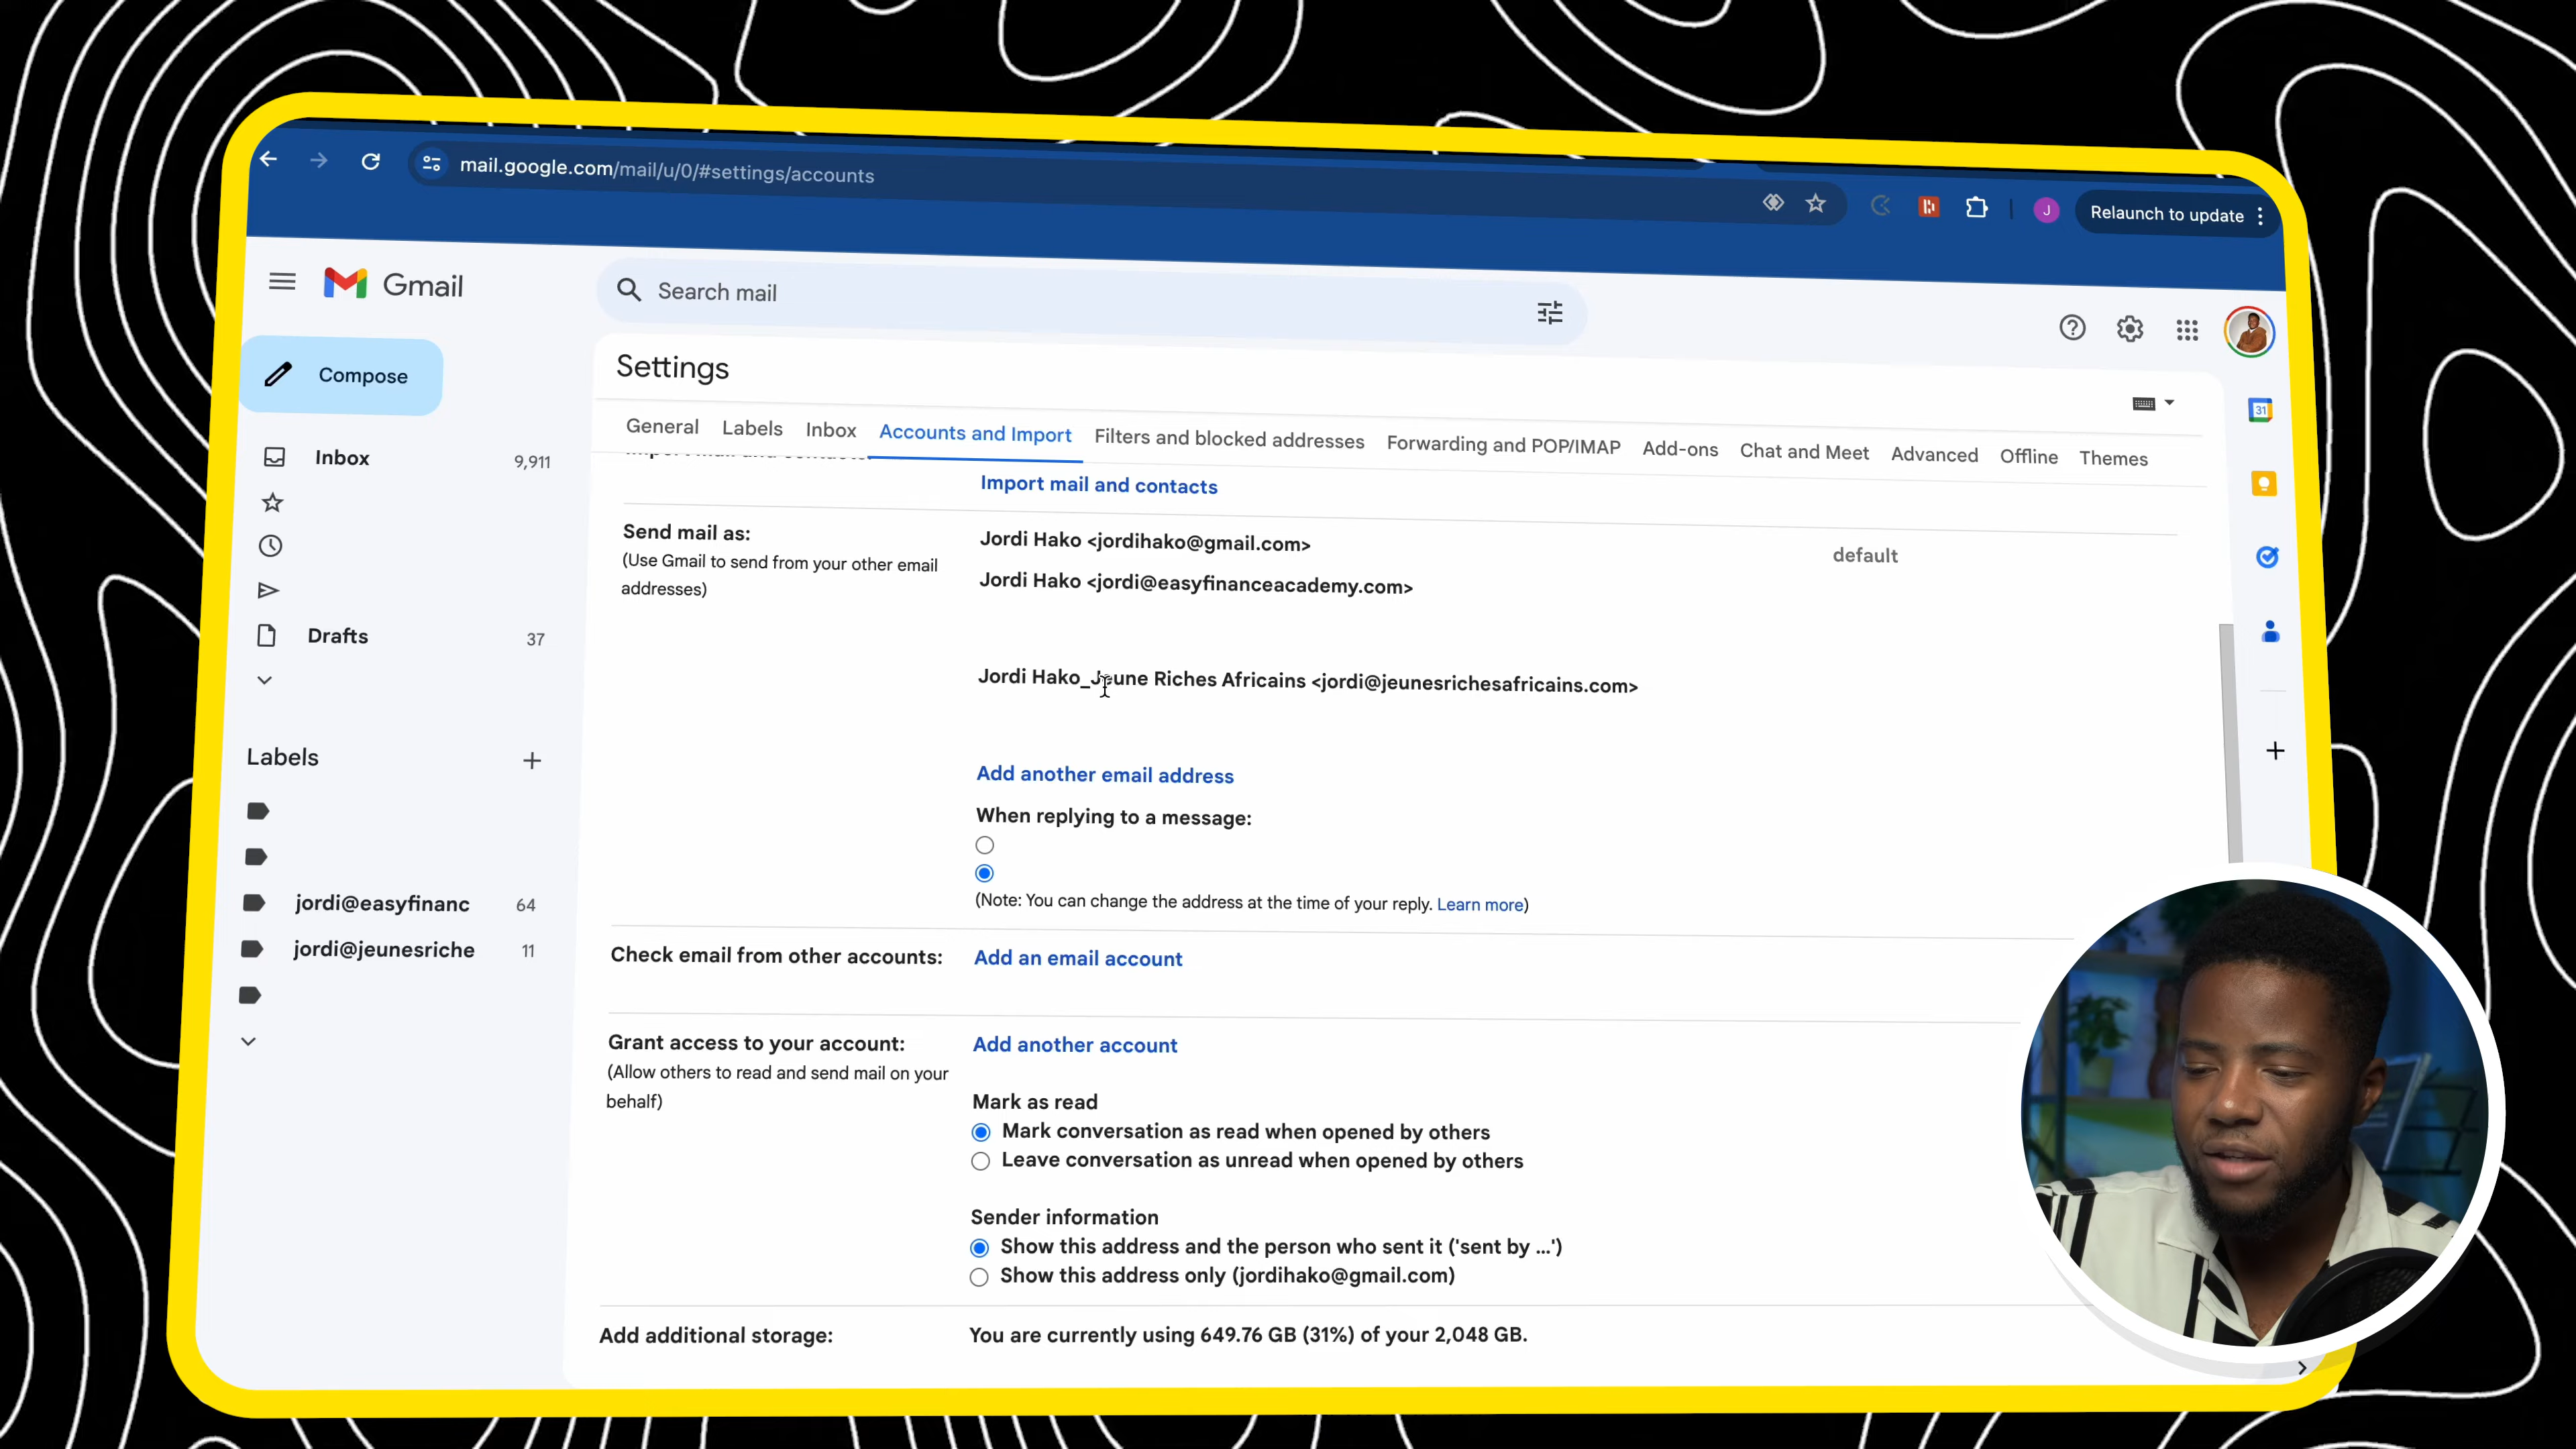 mail.google.com/mail/u/0/#settings/accounts
J
Relaunch to update
Gmail
Search mail
Compose
Settings
General Labels Inbox Accounts and Import Filters and blocked addresses Forwarding and POP/IMAP Add-ons Chat and Meet Advanced Offline Themes
31
Inbox 9,911
Drafts 37
Labels
jordi@easyfinanc 64
jordi@jeunesriche 11
Import mail and contacts
Send mail as:
(Use Gmail to send from your other email
addresses)
Jordi Hako <jordihako@gmail.com>
default
Jordi Hako <jordi@easyfinanceacademy.com>
Jordi Hako_Jeune Riches Africains <jordi@jeunesrichesafricains.com>
Add another email address
When replying to a message:
(Note: You can change the address at the time of your reply. Learn more)
Check email from other accounts: Add an email account
Grant access to your account:
(Allow others to read and send mail on your
behalf)
Add another account
Mark as read
Mark conversation as read when opened by others
Leave conversation as unread when opened by others
Sender information
Show this address and the person who sent it ('sent by ...')
Show this address only (jordihako@gmail.com)
Add additional storage: You are currently using 649.76 GB (31%) of your 2,048 GB.